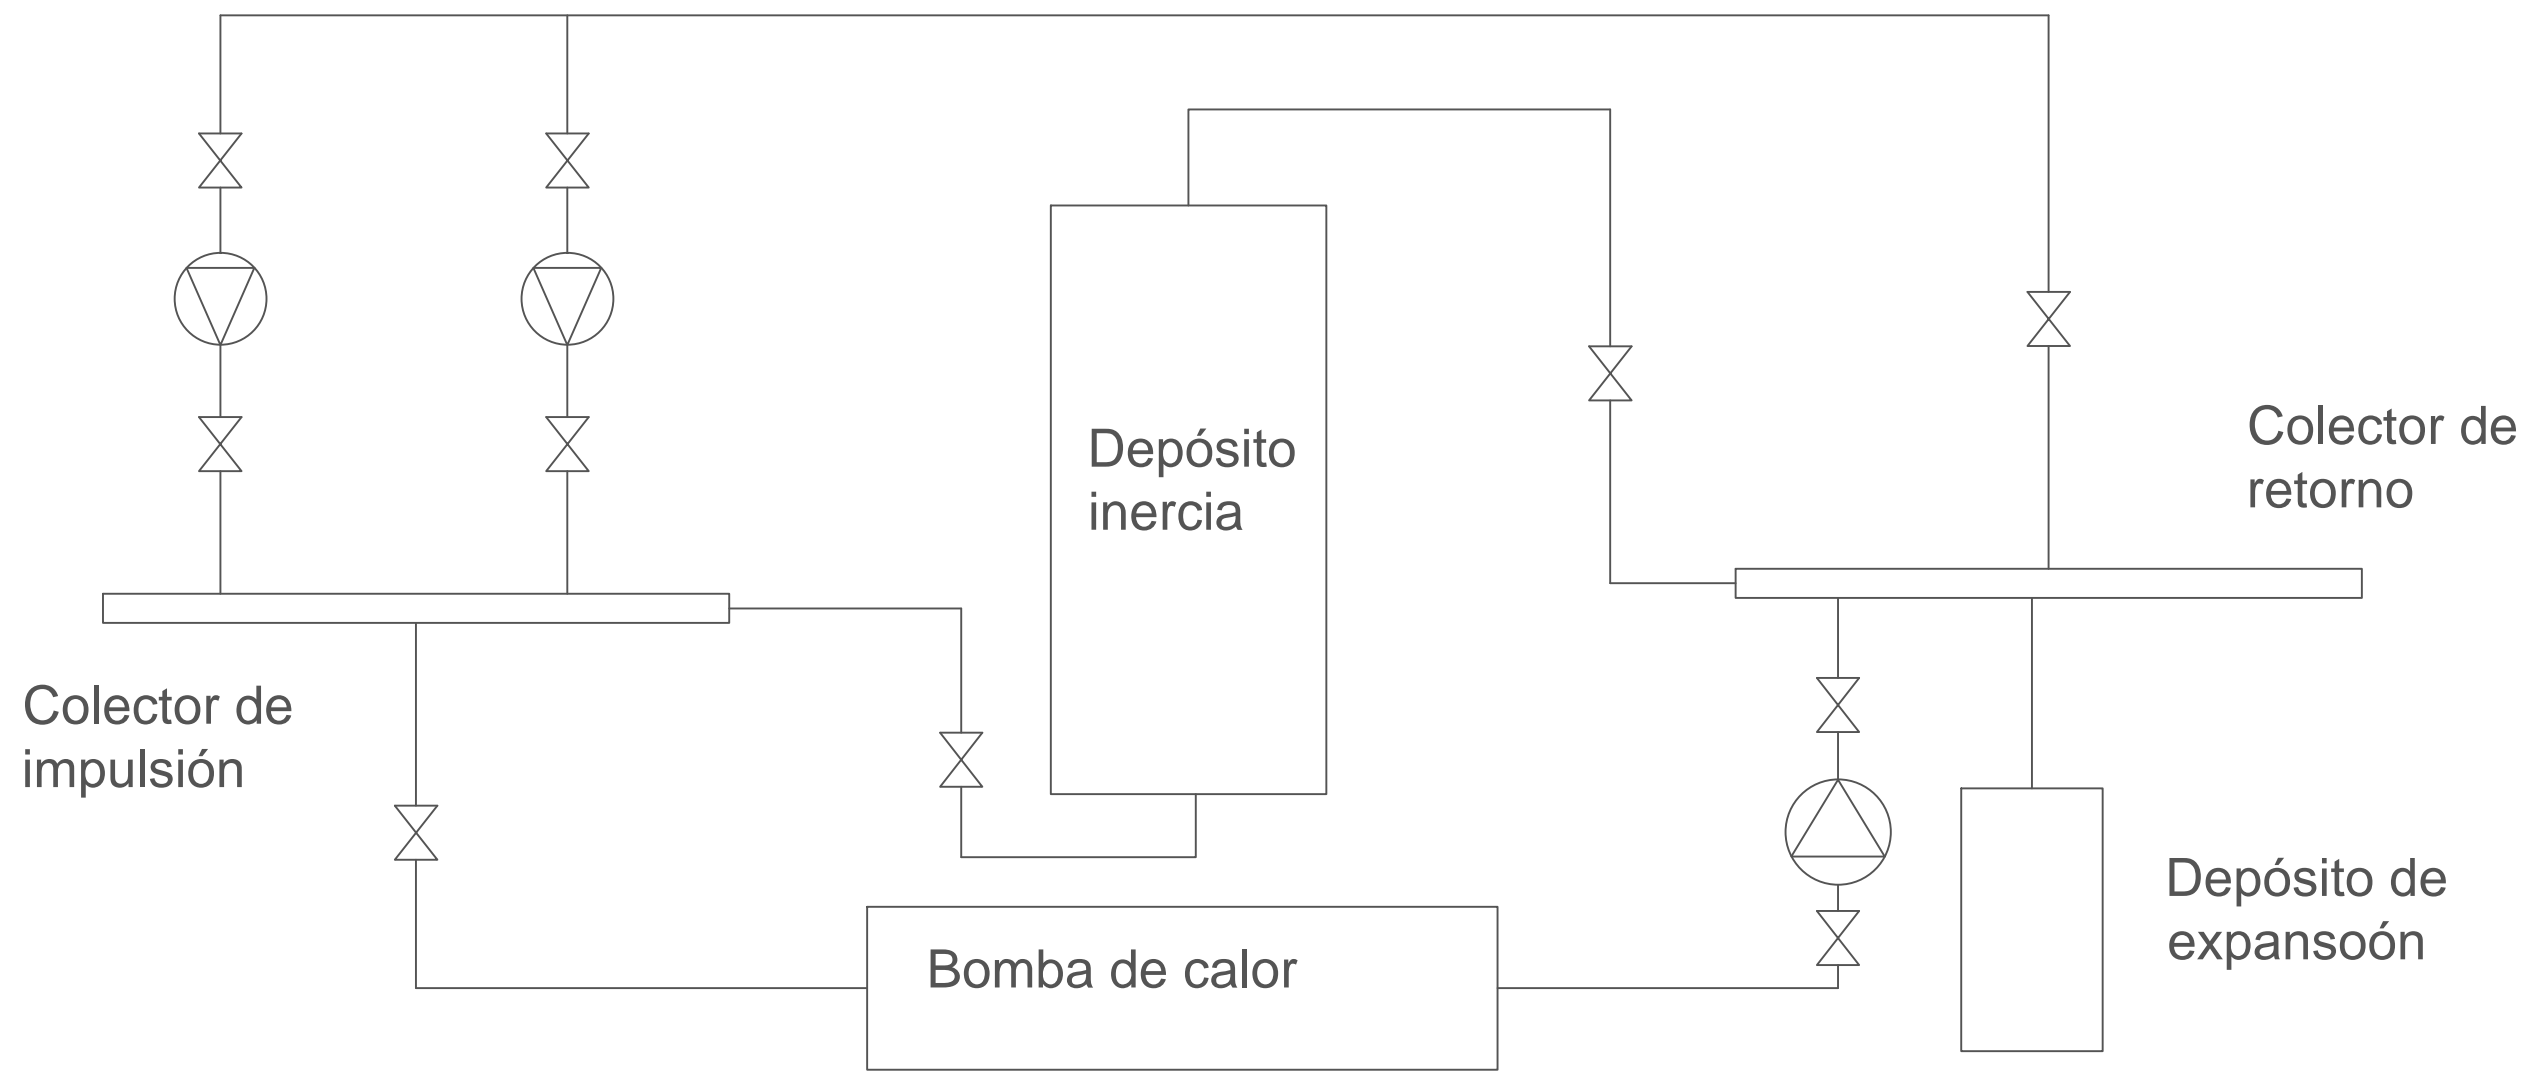 Colector de
retorno
Depósito
inercia
Colector de
impulsión
Depósito de
expansoón
Bomba de calor